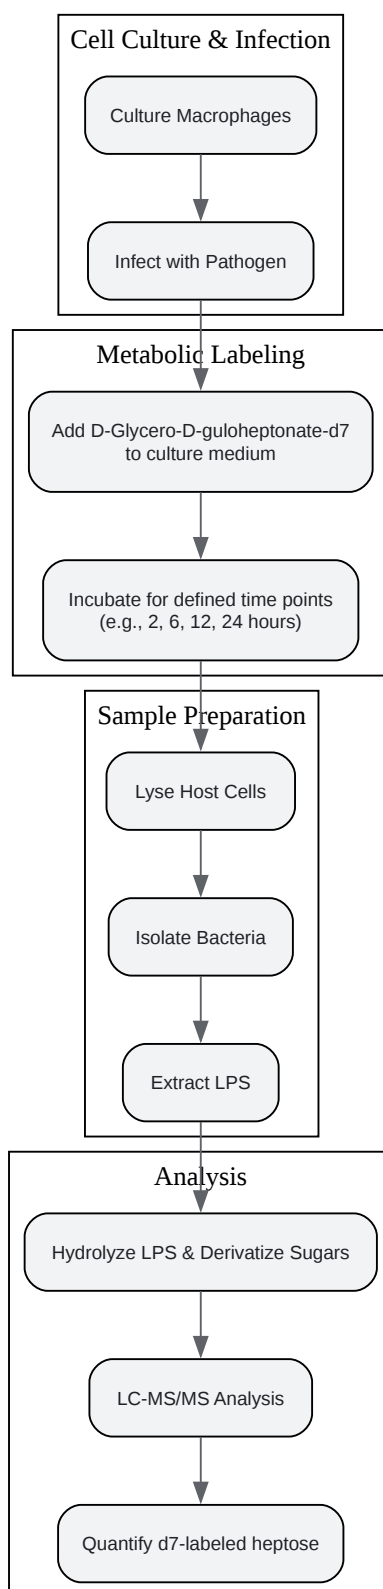 Cell Culture & Infection
Culture Macrophages
Infect with Pathogen
Metabolic Labeling
Add D-Glycero-D-guloheptonate-d7
to culture medium
Incubate for defined time points
(e.g., 2, 6, 12, 24 hours)
Sample Preparation
Lyse Host Cells
Isolate Bacteria
Extract LPS
Analysis
Hydrolyze LPS & Derivatize Sugars
LC-MS/MS Analysis
Quantify d7-labeled heptose